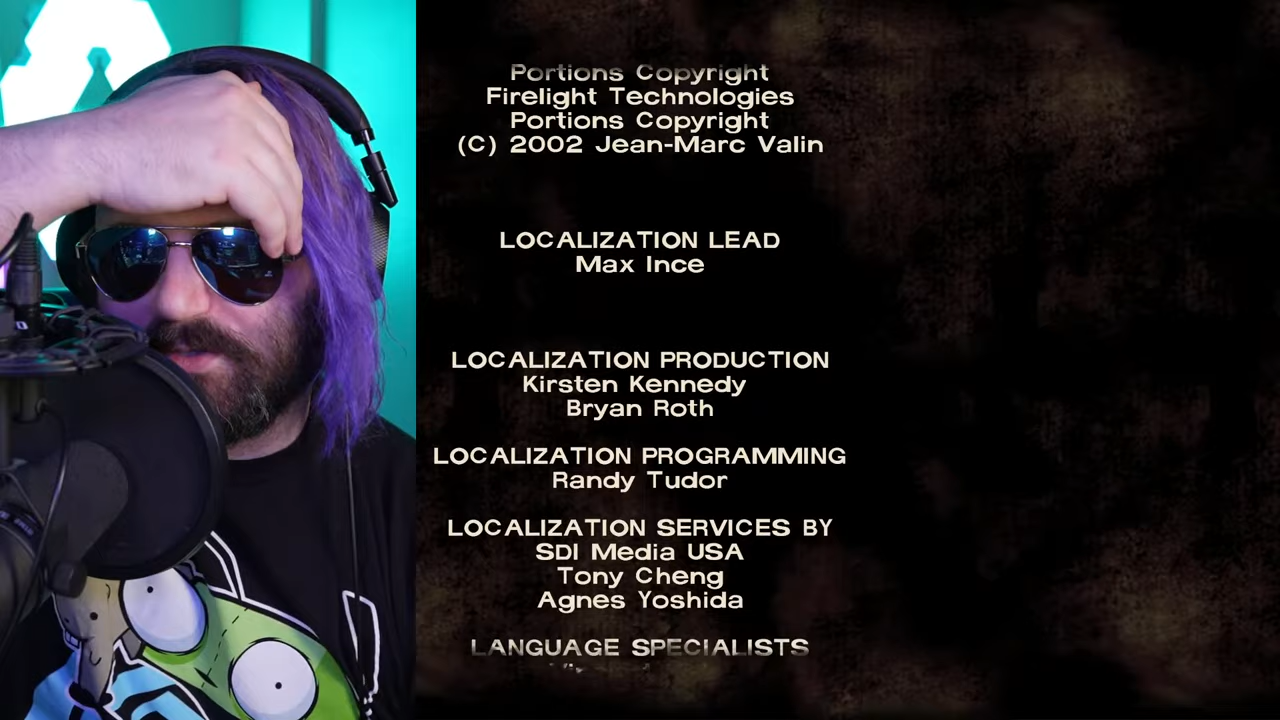 Portions Copyright
Firelight Technologies
Portions Copyright
(C) 2002 Jean-Marc Valin
LOCALIZATION LEAD
Max Ince
LOCALIZATION PRODUCTION
Kirsten Kennedy
Bryan Roth
LOCALIZATION PROGRAMMING
Randy Tudor
LOCALIZATION SERVICES BY
SDI Media USA
Tony Cheng
Agnes Yoshida
LANGUAGE SPECIALISTS